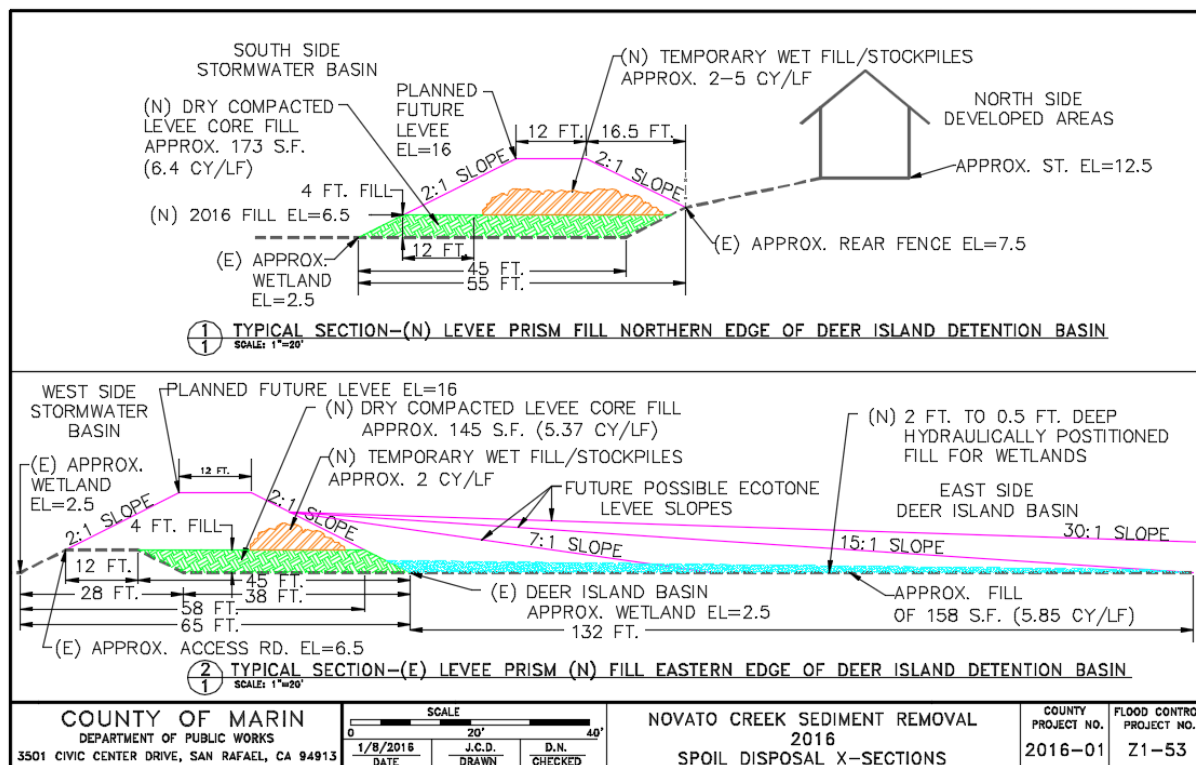 SOUTH SIDE
STORMWATER BASIN
(N) DRY COMPACTED
LEVEE CORE FILL
APPROX. 173 S.F.
(6.4 CY/LF)
PLANNED
FUTURE
LEVEE
EL=16
(N) TEMPORARY WET FILL/STOCKPILES
APPROX. 2-5 CY/LF
12 FT.
16.5 FT.
NORTH SIDE
DEVELOPED AREAS
2:1 SLOPE
2:1 SLOPE
APPROX. ST. EL=12.5
4 FT. FILL
(N) 2016 FILL EL=6.5
(E) APPROX.
WETLAND
EL=2.5
12 FT.
45 FT.
55 FT.
(E) APPROX. REAR FENCE EL=7.5
1
1
TYPICAL SECTION-(N) LEVEE PRISM FILL NORTHERN EDGE OF DEER ISLAND DETENTION BASIN
SCALE: 1"=20'
WEST SIDE
STORMWATER
BASIN
PLANNED FUTURE LEVEE EL=16
(N) DRY COMPACTED LEVEE CORE FILL
APPROX. 145 S.F. (5.37 CY/LF)
(N) TEMPORARY WET FILL/STOCKPILES
APPROX. 2 CY/LF
(E) APPROX.
WETLAND
EL=2.5
12 FT.
2:1 SLOPE
2:1 SLOPE
4 FT. FILL
FUTURE POSSIBLE ECOTONE
LEVEE SLOPES
(N) 2 FT. TO 0.5 FT. DEEP
HYDRAULICALLY POSTITIONED
FILL FOR WETLANDS
EAST SIDE
DEER ISLAND BASIN
30:1 SLOPE
15:1 SLOPE
7:1 SLOPE
12 FT.
45 FT.
28 FT.
38 FT.
58 FT.
65 FT.
(E) DEER ISLAND BASIN
APPROX. WETLAND EL=2.5
APPROX. FILL
OF 158 S.F. (5.85 CY/LF)
132 FT.
(E) APPROX. ACCESS RD. EL=6.5
2
1
TYPICAL SECTION-(E) LEVEE PRISM (N) FILL EASTERN EDGE OF DEER ISLAND DETENTION BASIN
SCALE: 1"=20'
COUNTY OF MARIN
DEPARTMENT OF PUBLIC WORKS
3501 CIVIC CENTER DRIVE, SAN RAFAEL, CA 94913
SCALE
0 20' 40'
1/8/2016 J.C.D. D.N.
DATE DRAWN CHECKED
NOVATO CREEK SEDIMENT REMOVAL
2016
SPOIL DISPOSAL X-SECTIONS
COUNTY
PROJECT NO.
2016-01
FLOOD CONTROL
PROJECT NO.
Z1-53